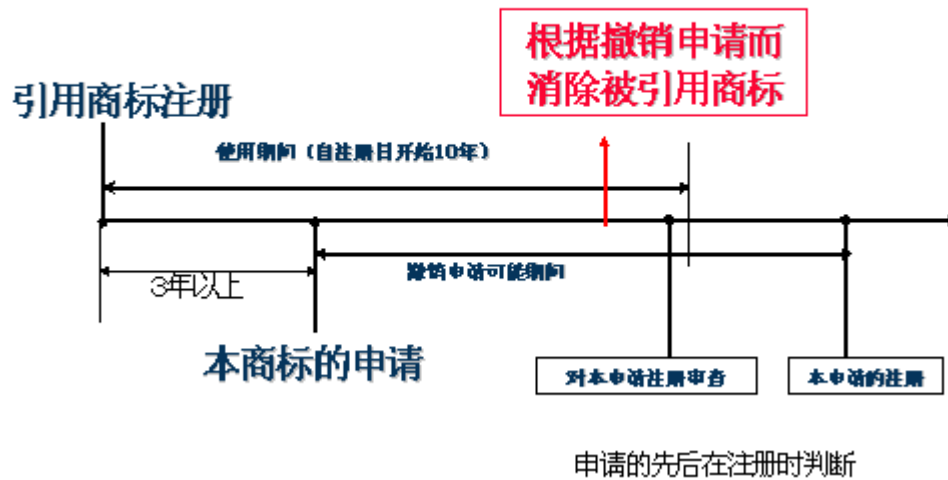 根据撤销申请而
消除被引用商标
引用商标注册
使用期间（自注册日开始10年）
撤销申请可能期间
3年以上
本商标的申请
对本申请注册审查
本申请的注册
申请的先后在注册时判断